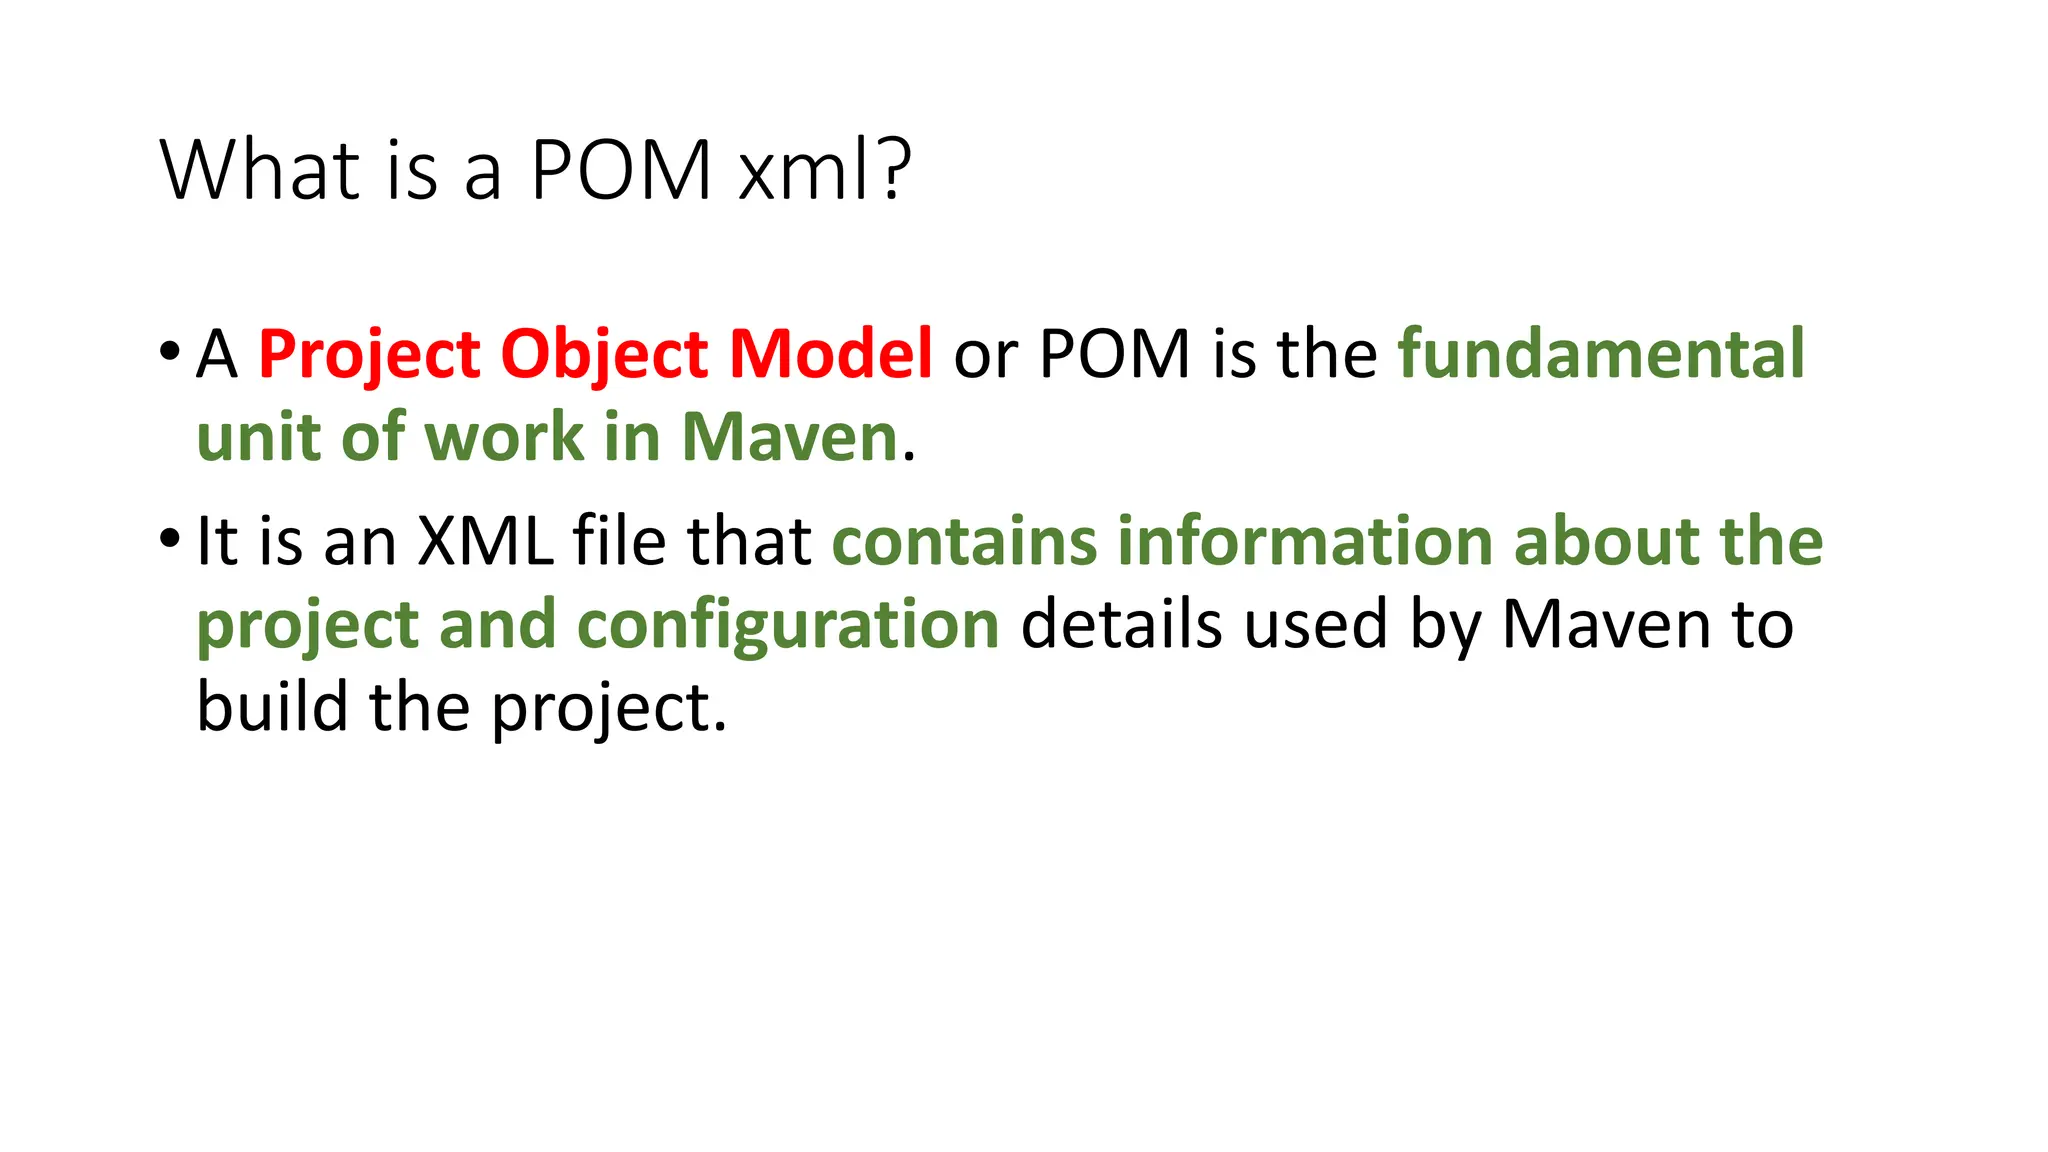 What is a POM xml?
• A Project Object Model or POM is the fundamental
unit of work in Maven.
• It is an XML file that contains information about the
project and configuration details used by Maven to
build the project.